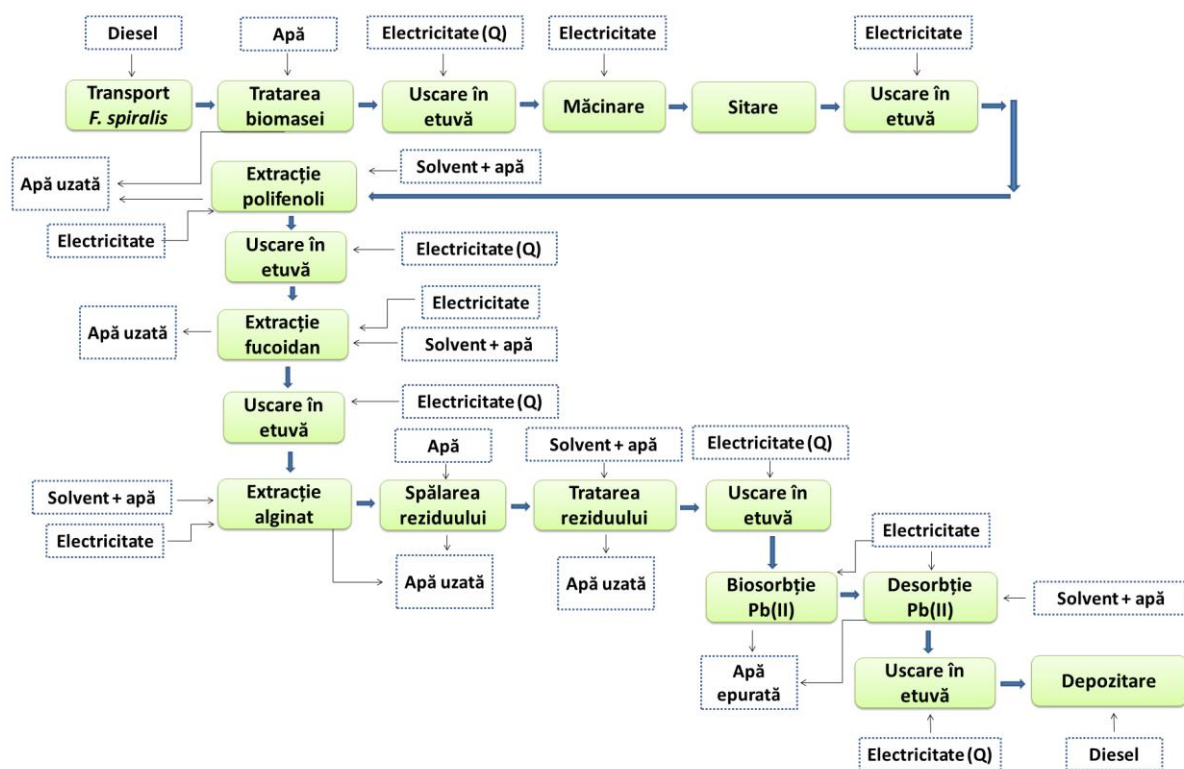 Diesel
Apă
Electricitate (Q)
Electricitate
Electricitate
Transport
F. spiralis
Tratarea
biomasei
Uscare în
etuvă
Măcinare
Sitare
Uscare în
etuvă
Apă uzată
Extracție
polifenoli
Solvent + apă
Electricitate
Uscare în
etuvă
Electricitate (Q)
Apă uzată
Extracție
fucoidan
Electricitate
Solvent + apă
Uscare în
etuvă
Electricitate (Q)
Apă
Solvent + apă
Electricitate (Q)
Solvent + apă
Electricitate
Extracție
alginat
Spălarea
reziduului
Tratarea
reziduului
Uscare în
etuvă
Apă uzată
Apă uzată
Electricitate
Biosorbție
Pb(II)
Desorbție
Pb(II)
Solvent + apă
Apă
epurată
Uscare în
etuvă
Depozitare
Electricitate (Q)
Diesel